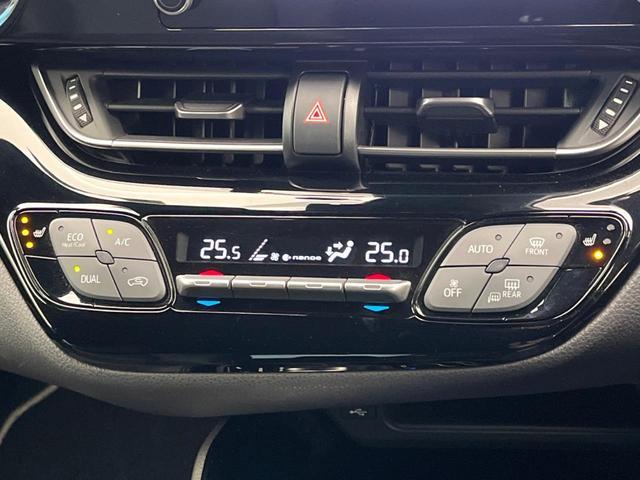 25.5 nanoe 25.0
ECO
Heat/Cool
A/C
DUAL
AUTO
FRONT
OFF
REAR